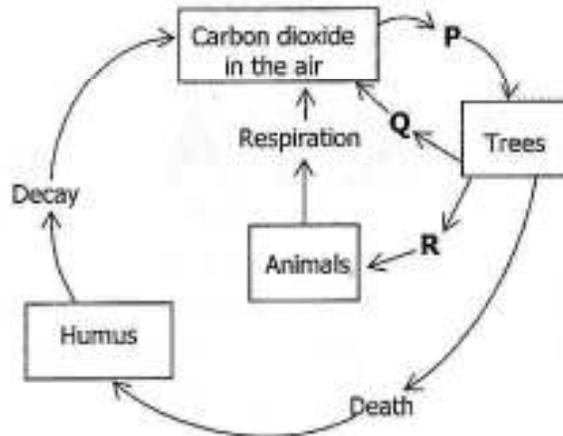 Carbon dioxide
in the air
P
Q
Trees
Respiration
Decay
R
Animals
Humus
Death